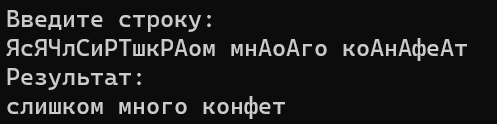 Введите строку:
ЯсЯЧлСиРТшкРАом мнАоАго коАнАфеАт
Результат:
слишком много конфет